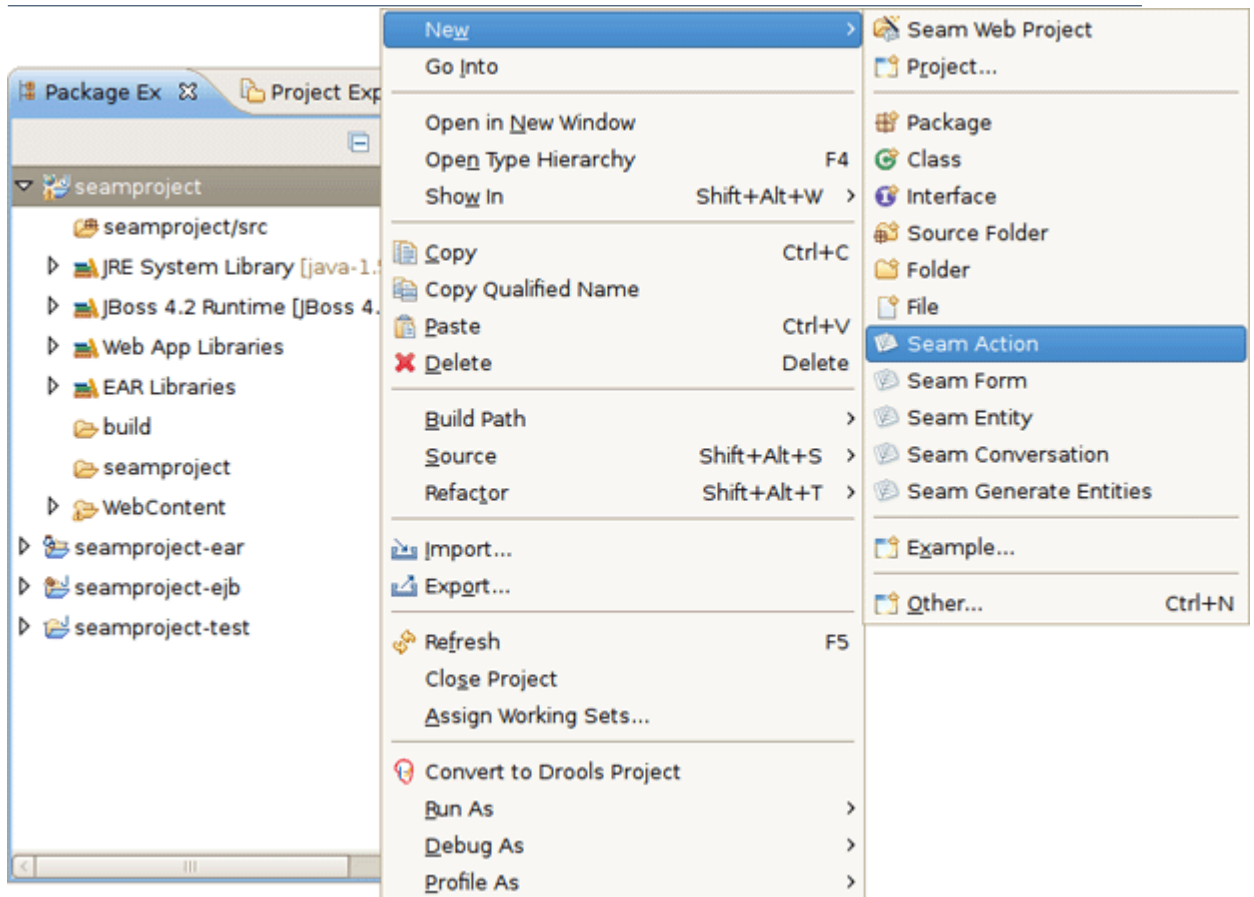 Package Ex
Project Exp
seamproject
seamproject/src
JRE System Library [java-1.5
JBoss 4.2 Runtime [JBoss 4.
Web App Libraries
EAR Libraries
build
seamproject
WebContent
seamproject-ear
seamproject-ejb
seamproject-test
New
Go Into
Open in New Window
Open Type Hierarchy F4
Show In Shift+Alt+W
Copy Ctrl+C
Copy Qualified Name
Paste Ctrl+V
Delete Delete
Build Path
Source Shift+Alt+S
Refactor Shift+Alt+T
Import...
Export...
Refresh F5
Close Project
Assign Working Sets...
Convert to Drools Project
Run As
Debug As
Profile As
Seam Web Project
Project...
Package
Class
Interface
Source Folder
Folder
File
Seam Action
Seam Form
Seam Entity
Seam Conversation
Seam Generate Entities
Example...
Other... Ctrl+N